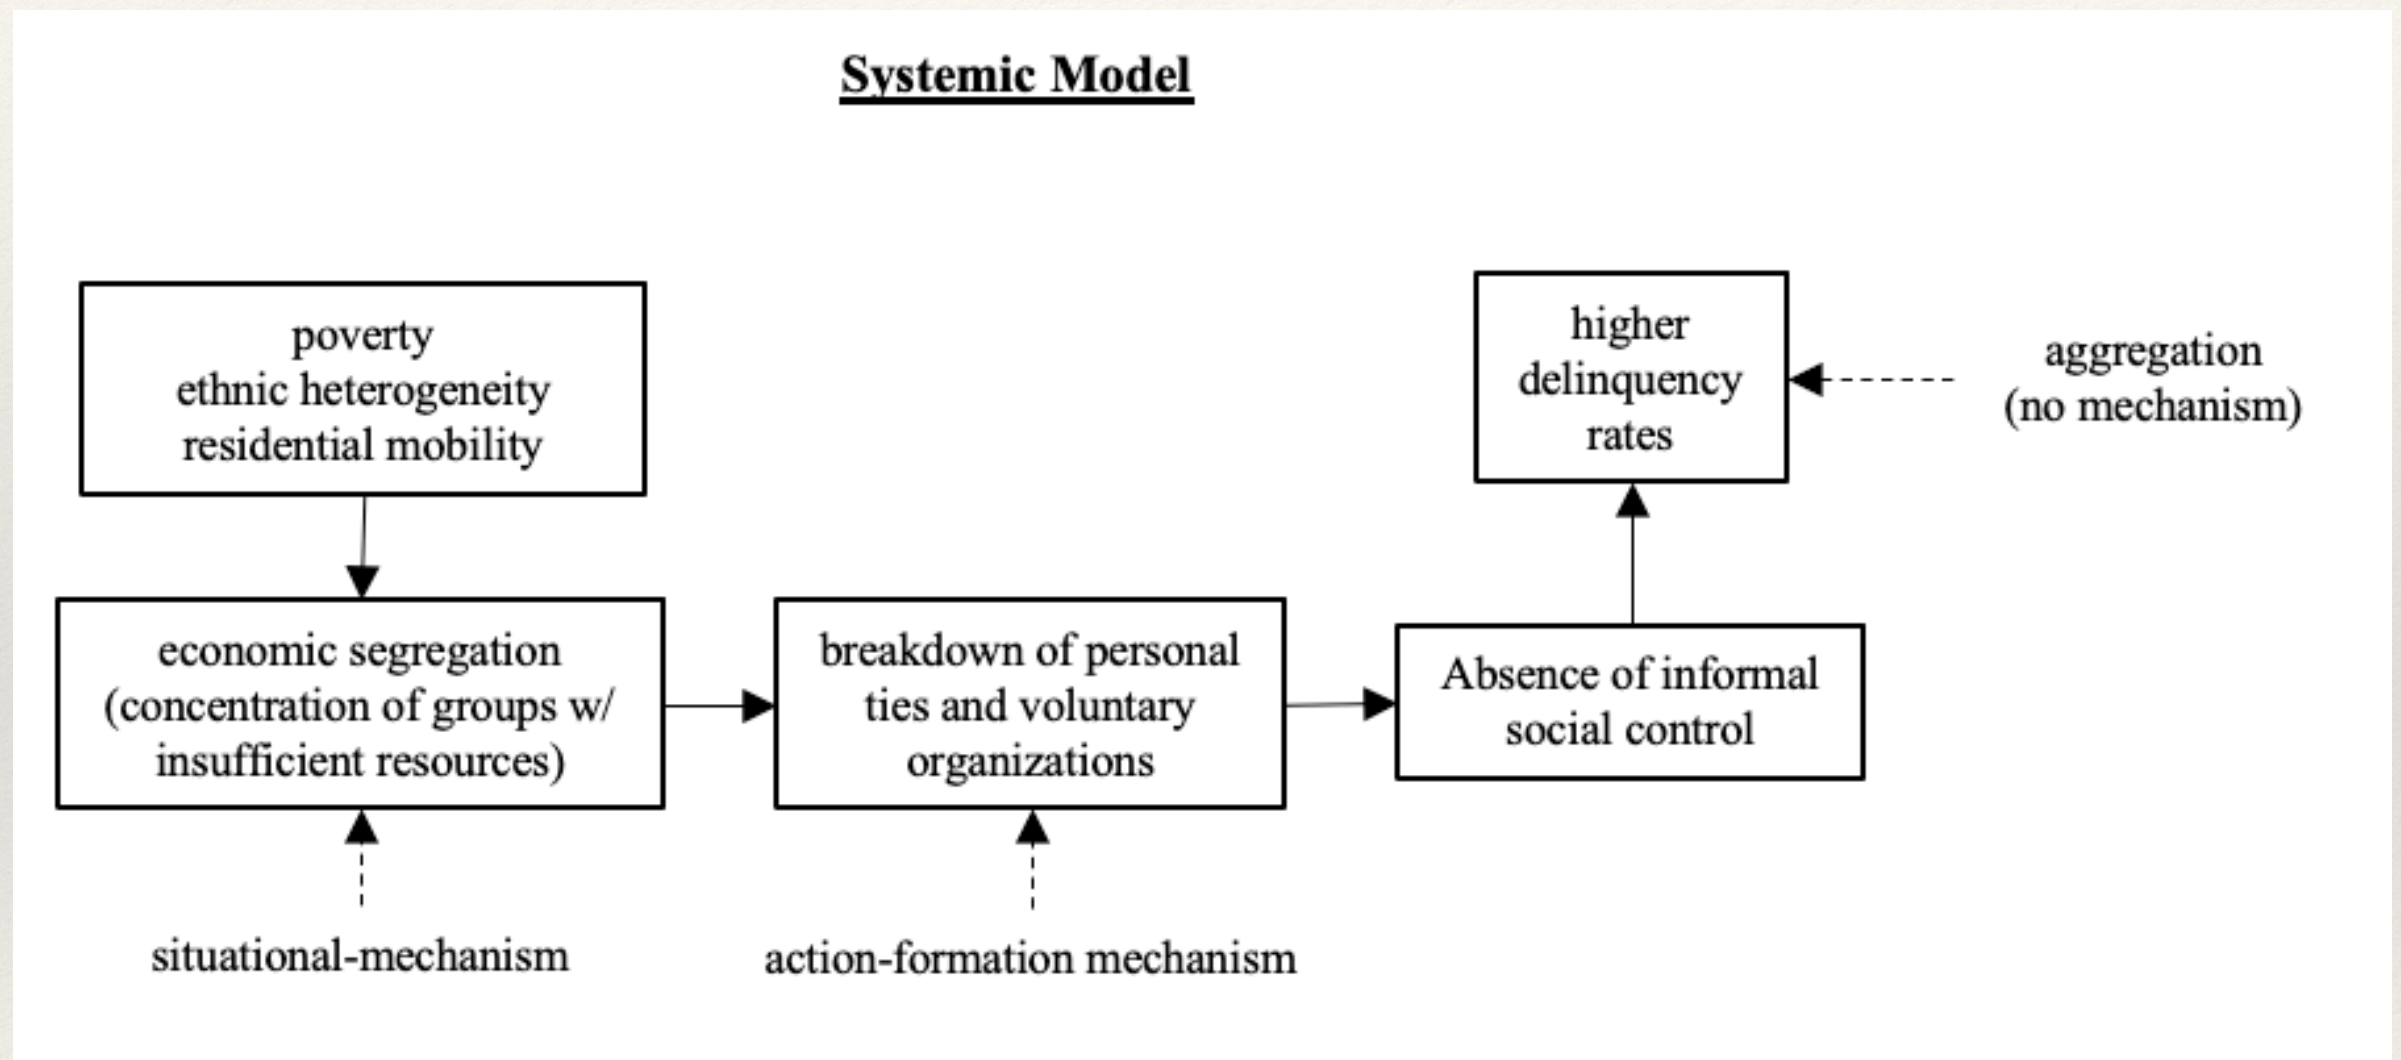 Systemic Model
poverty
ethnic heterogeneity
residential mobility
higher
delinquency
rates
aggregation
(no mechanism)
economic segregation
(concentration of groups w/
insufficient resources)
breakdown of personal
ties and voluntary
organizations
Absence of informal
social control
situational-mechanism
action-formation mechanism